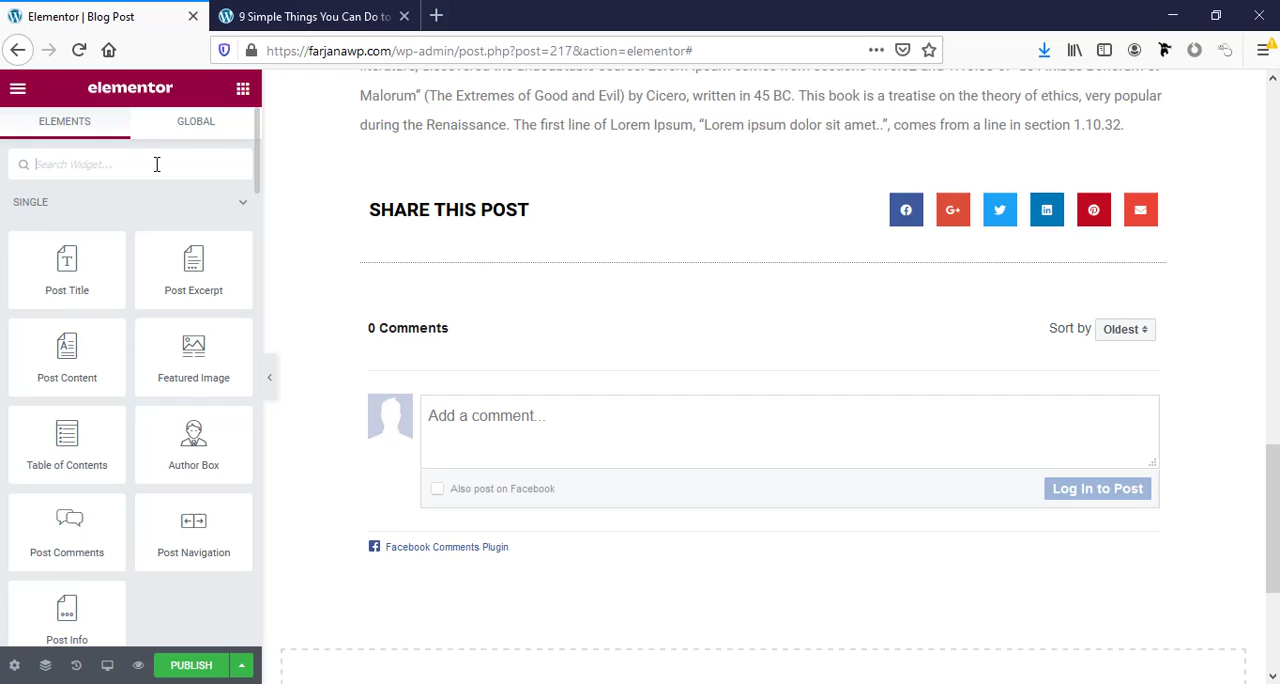 Elementor | Blog Post
9 Simple Things You Can Do to
https://farjanawp.com/wp-admin/post.php?post=217&action=elementor#
elementor
ELEMENTS
GLOBAL
Search Widget...
SINGLE
Post Title
Post Excerpt
Post Content
Featured Image
Table of Contents
Author Box
Post Comments
Post Navigation
Post Info
PUBLISH
Malorum” (The Extremes of Good and Evil) by Cicero, written in 45 BC. This book is a treatise on the theory of ethics, very popular
during the Renaissance. The first line of Lorem Ipsum, “Lorem ipsum dolor sit amet..”, comes from a line in section 1.10.32.
SHARE THIS POST
0 Comments
Sort by Oldest
Add a comment...
Also post on Facebook
Log In to Post
Facebook Comments Plugin